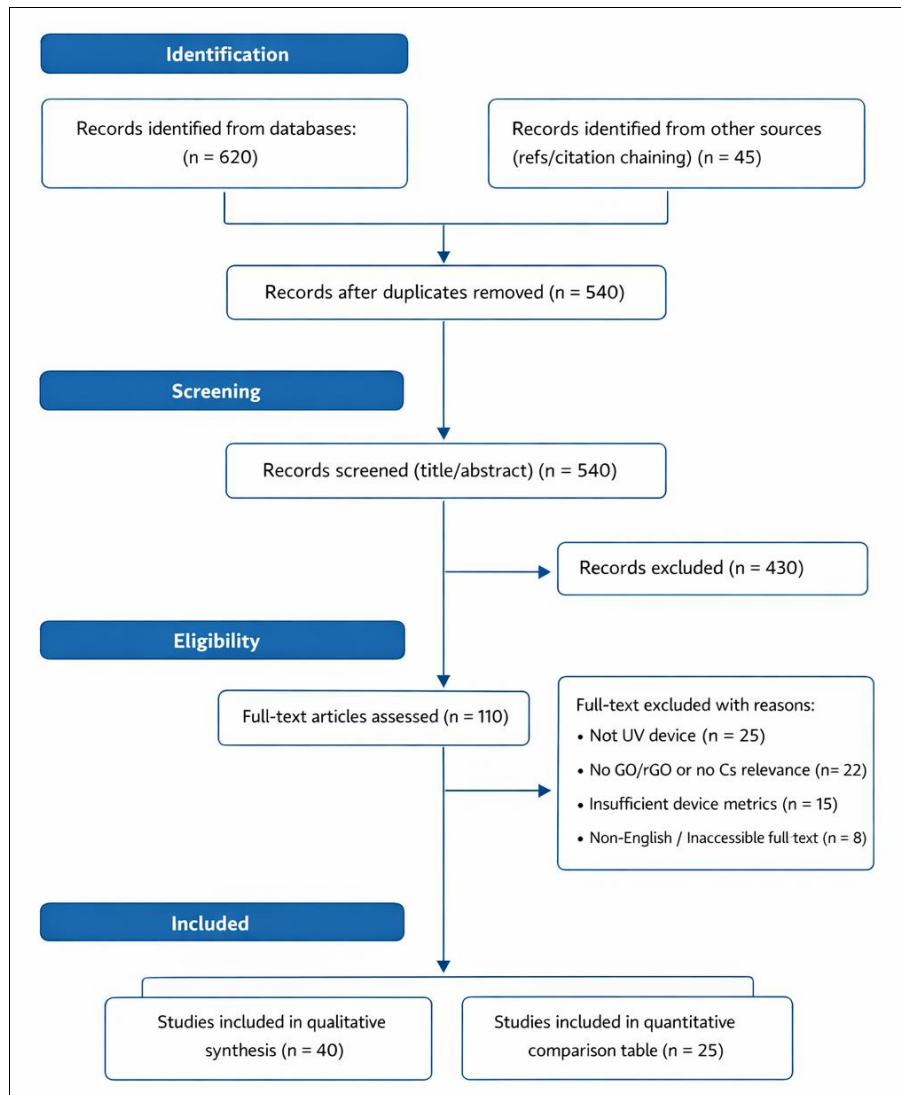 Identification
Records identified from databases:
(n = 620)
Records identified from other sources
(refs/citation chaining) (n = 45)
Records after duplicates removed (n = 540)
Screening
Records screened (title/abstract) (n = 540)
Records excluded (n = 430)
Eligibility
Full-text articles assessed (n = 110)
Full-text excluded with reasons:
• Not UV device (n = 25)
• No GO/rGO or no Cs relevance (n= 22)
• Insufficient device metrics (n = 15)
• Non-English / Inaccessible full text (n = 8)
Included
Studies included in qualitative
synthesis (n = 40)
Studies included in quantitative
comparison table (n = 25)